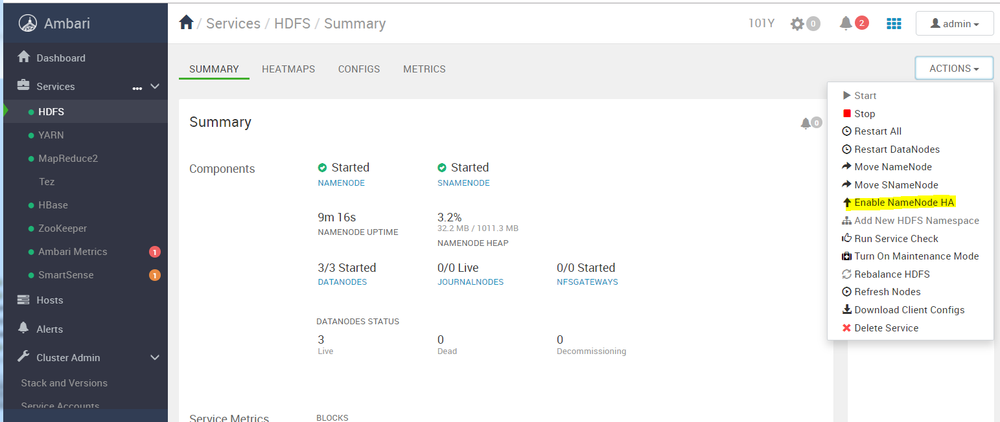 Ambari
/ Services / HDFS / Summary
101Y
0
2
admin
Dashboard
Services
HDFS
YARN
MapReduce2
Tez
HBase
ZooKeeper
Ambari Metrics 1
SmartSense 1
Hosts
Alerts
Cluster Admin
Stack and Versions
Service Accounts
SUMMARY HEATMAPS CONFIGS METRICS
ACTIONS
Summary
0
Components
Started
NAMENODE
Started
SNAMENODE
9m 16s
NAMENODE UPTIME
3.2%
32.2 MB / 1011.3 MB
NAMENODE HEAP
3/3 Started
DATANODES
0/0 Live
JOURNALNODES
0/0 Started
NFSGATEWAYS
DATANODES STATUS
3
Live
0
Dead
0
Decommissioning
Service Metrics
BLOCKS
Start
Stop
Restart All
Restart DataNodes
Move NameNode
Move SNameNode
Enable NameNode HA
Add New HDFS Namespace
Run Service Check
Turn On Maintenance Mode
Rebalance HDFS
Refresh Nodes
Download Client Configs
Delete Service